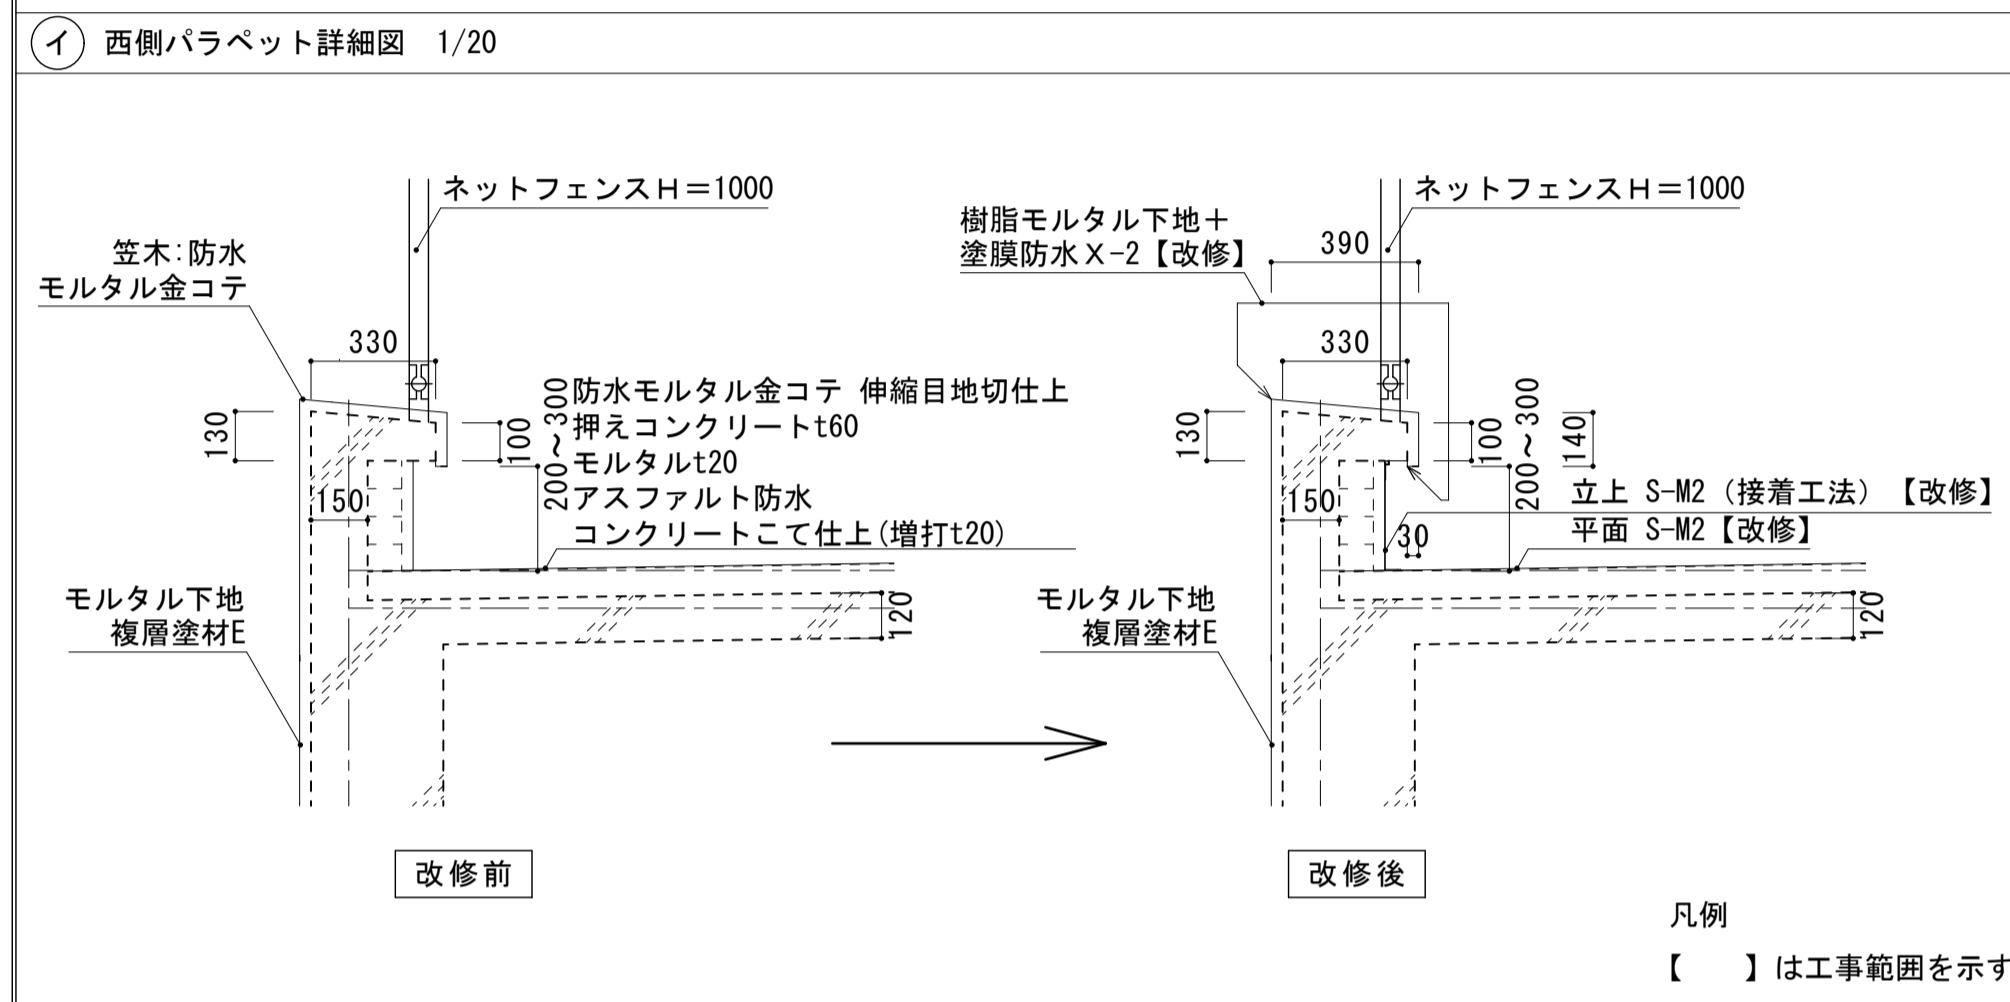 イ 西側パラペット詳細図 1/20
ネットフェンスH=1000
笠木:防水
モルタル金コテ
330
130
100
200~300
防水モルタル金コテ 伸縮目地切仕上
押えコンクリートt60
モルタルt20
アスファルト防水
コンクリートこて仕上(増打t20)
150
モルタル下地
複層塗材E
120
改修前
ネットフェンスH=1000
樹脂モルタル下地+
塗膜防水X-2【改修】
390
330
130
100
200~300
140
150
30
立上 S-M2(接着工法)【改修】
平面 S-M2【改修】
モルタル下地
複層塗材E
120
改修後
凡例
【 】は工事範囲を示す